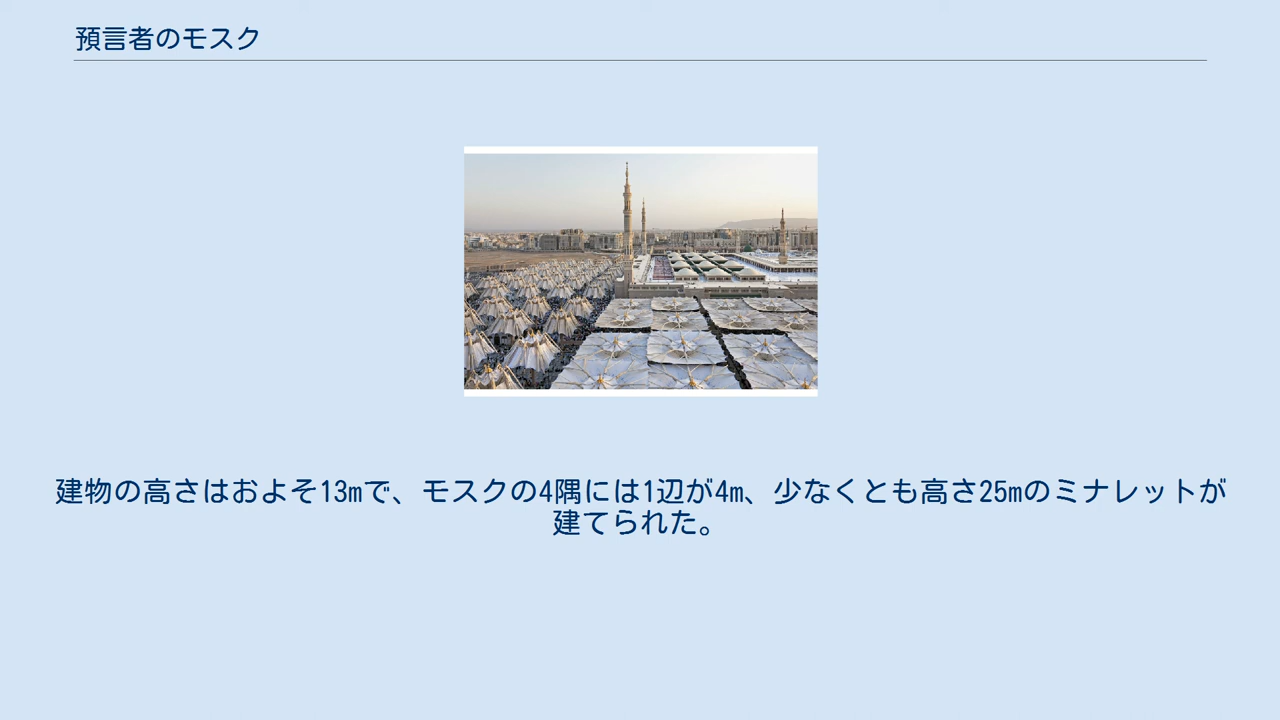 預言者のモスク
建物の高さはおよそ13mで、モスクの4隅には1辺が4m、少なくとも高さ25mのミナレットが
建てられた。